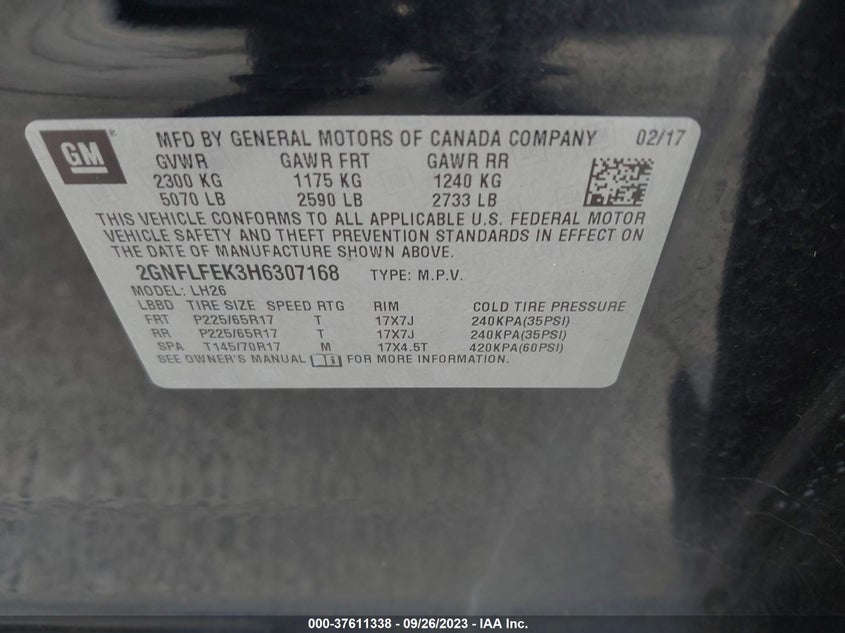 GM ® MFD BY GENERAL MOTORS OF CANADA COMPANY 02/17
GVWR GAWR FRT GAWR RR
2300 KG 1175 KG 1240 KG
5070 LB 2590 LB 2733 LB
THIS VEHICLE CONFORMS TO ALL APPLICABLE U.S. FEDERAL MOTOR
VEHICLE SAFETY AND THEFT PREVENTION STANDARDS IN EFFECT ON
THE DATE OF MANUFACTURE SHOWN ABOVE.
2GNFLFEK3H6307168 TYPE: M.P.V.
MODEL: LH26
LBBD TIRE SIZE SPEED RTG RIM COLD TIRE PRESSURE
FRT P225/65R17 T 17X7J 240KPA(35PSI)
RR P225/65R17 T 17X7J 240KPA(35PSI)
SPA T145/70R17 M 17X4.5T 420KPA(60PSI)
SEE OWNER'S MANUAL FOR MORE INFORMATION.
000-37611338 - 09/26/2023 - IAA Inc.